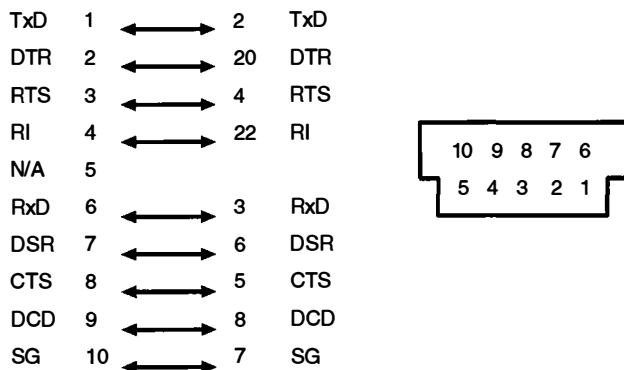 TxD 1 2 TxD
DTR 2 20 DTR
RTS 3 4 RTS
RI 4 22 RI
N/A 5
RxD 6 3 RxD
DSR 7 6 DSR
CTS 8 5 CTS
DCD 9 8 DCD
SG 10 7 SG
10 9 8 7 6
5 4 3 2 1